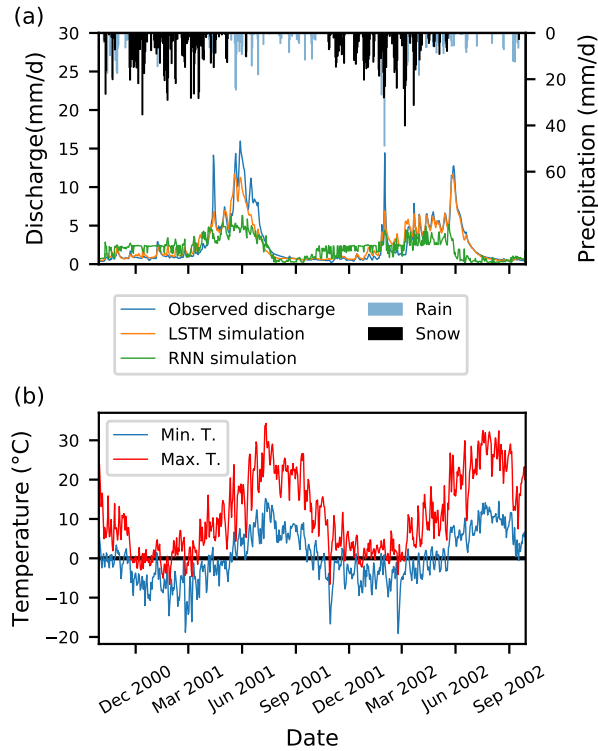 (a)
30
25
20
15
10
5
0
Discharge(mm/d)
0
20
40
60
Precipitation (mm/d)
Observed discharge
LSTM simulation
RNN simulation
Rain
Snow
(b)
30
20
10
0
−10
−20
Temperature (°C)
Min. T.
Max. T.
Dec 2000
Mar 2001
Jun 2001
Sep 2001
Dec 2001
Mar 2002
Jun 2002
Sep 2002
Date